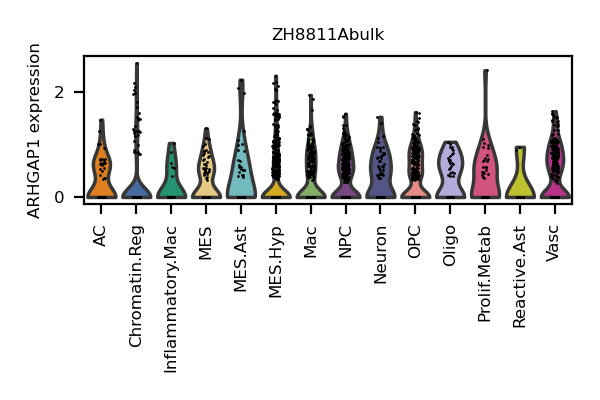 ZH8811Abulk
ARHGAP1 expression
2
0
AC
Chromatin.Reg
Inflammatory.Mac
MES
MES.Ast
MES.Hyp
Mac
NPC
Neuron
OPC
Oligo
Prolif.Metab
Reactive.Ast
Vasc